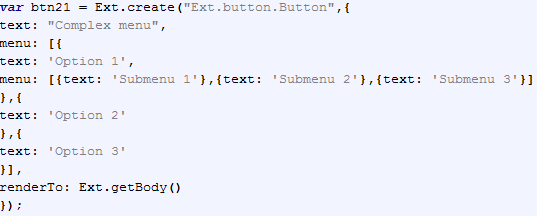 var btn21 = Ext.create("Ext.button.Button",{
text: "Complex menu",
menu: [{
text: 'Option 1',
menu: [{text: 'Submenu 1'},{text: 'Submenu 2'},{text: 'Submenu 3'}]
},{
text: 'Option 2'
},{
text: 'Option 3'
}],
renderTo: Ext.getBody()
});